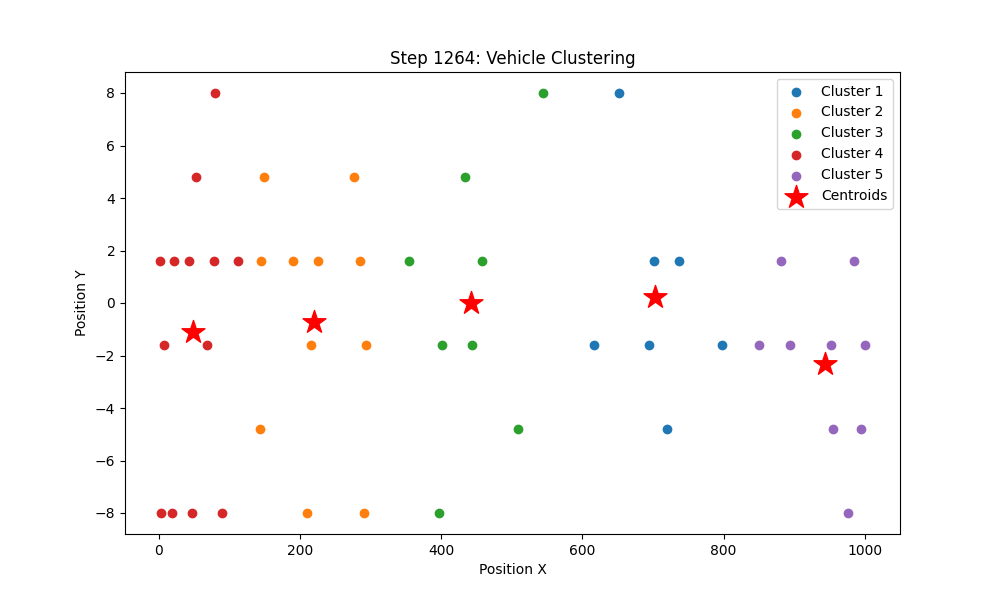 Step 1264: Vehicle Clustering
Cluster 1
Cluster 2
Cluster 3
Cluster 4
Cluster 5
Centroids
8
6
4
2
0
−2
−4
−6
−8
Position Y
0 200 400 600 800 1000
Position X